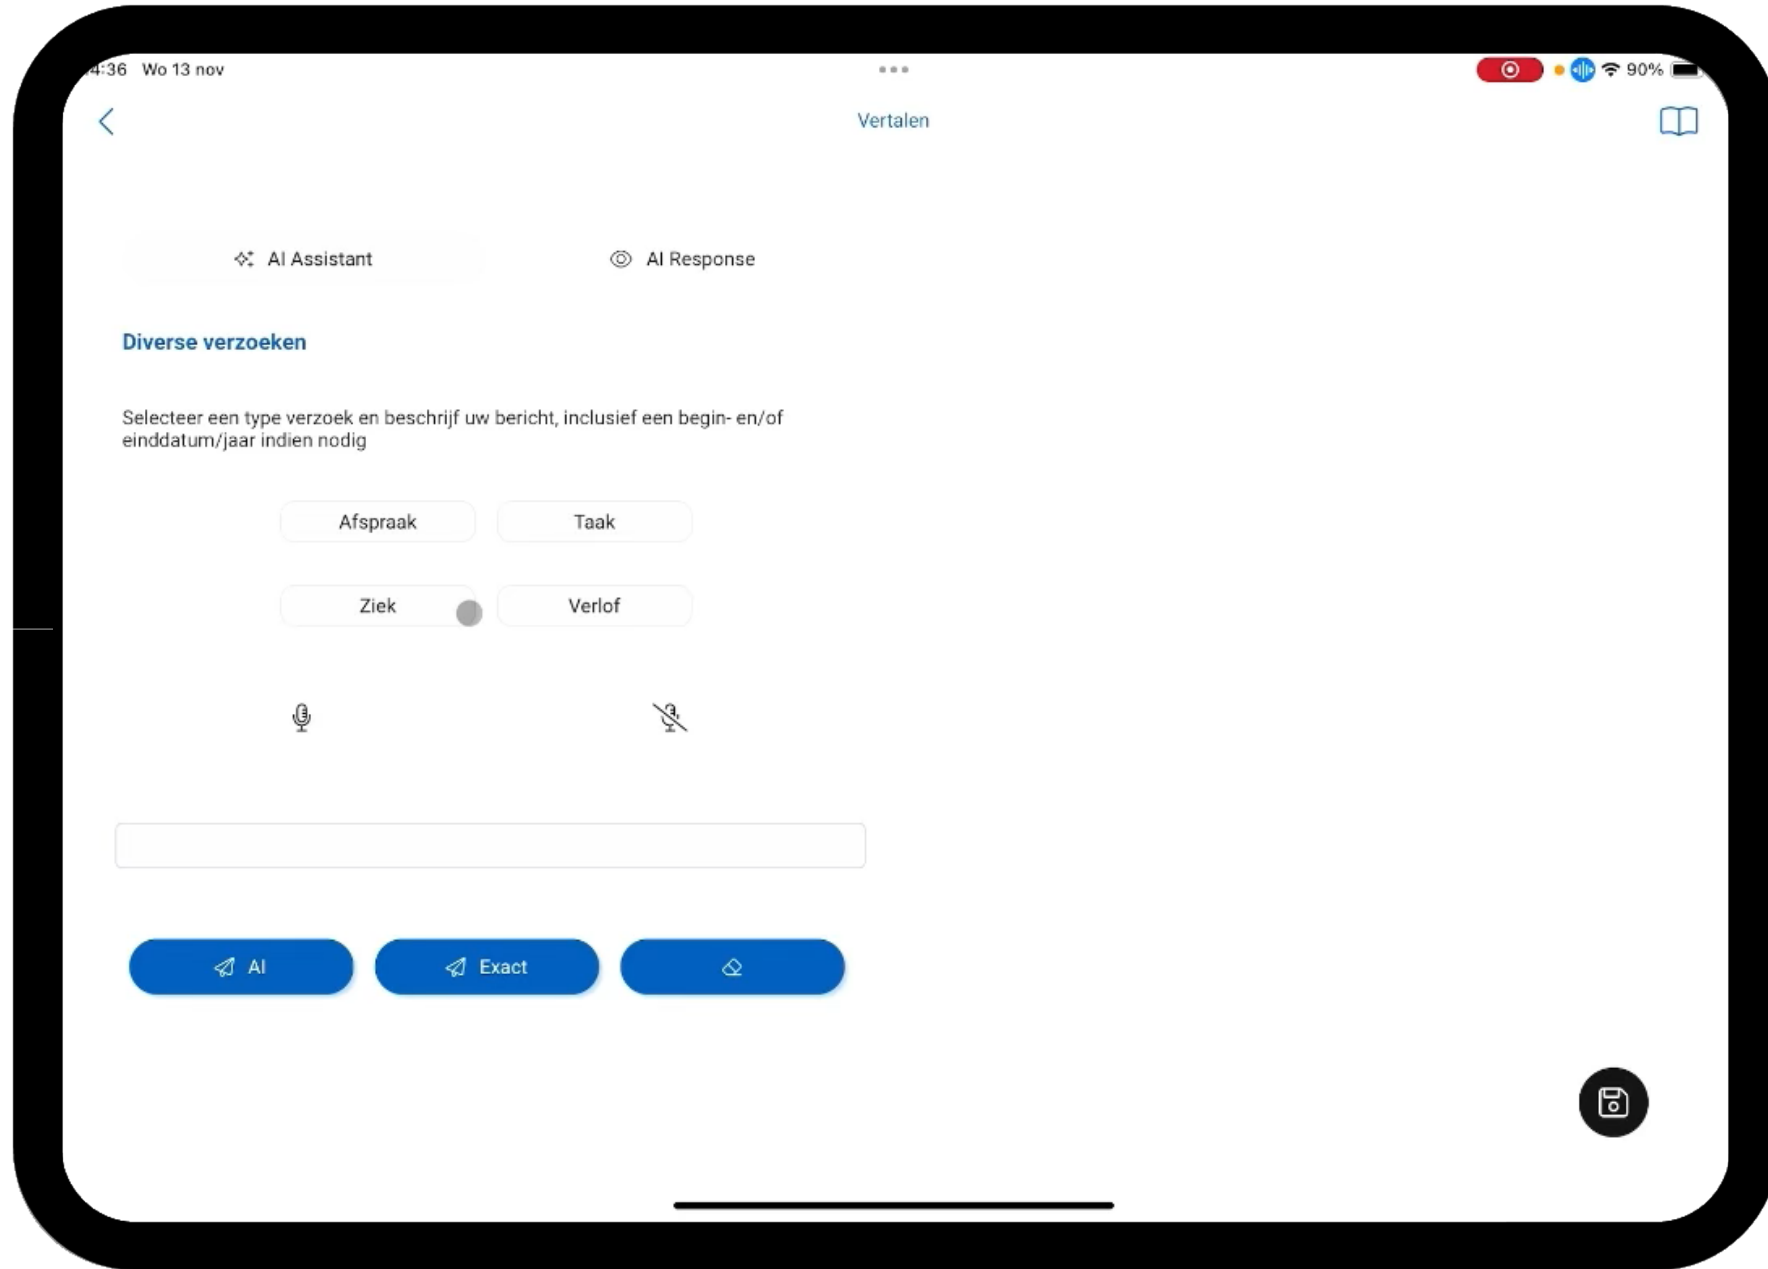 4:36 Wo 13 nov
90%
Vertalen
AI Assistant
AI Response
Diverse verzoeken
Selecteer een type verzoek en beschrijf uw bericht, inclusief een begin- en/of
einddatum/jaar indien nodig
Afspraak
Taak
Ziek
Verlof
AI
Exact